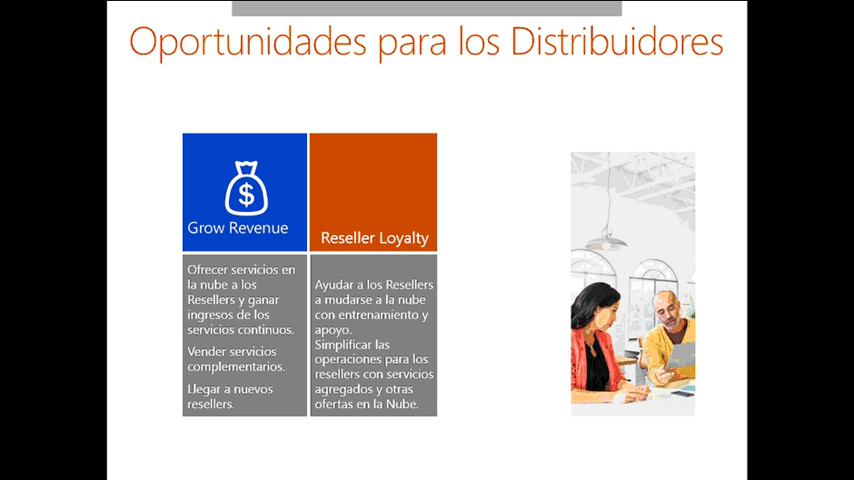 Oportunidades para los Distribuidores
$
Grow Revenue
Reseller Loyalty
Ofrecer servicios en
la nube a los
Resellers y ganar
ingresos de los
servicios continuos.
Vender servicios
complementarios.
Llegar a nuevos
resellers.
Ayudar a los Resellers
a mudarse a la nube
con entrenamiento y
apoyo.
Simplificar las
operaciones para los
resellers con servicios
agregados y otras
ofertas en la Nube.